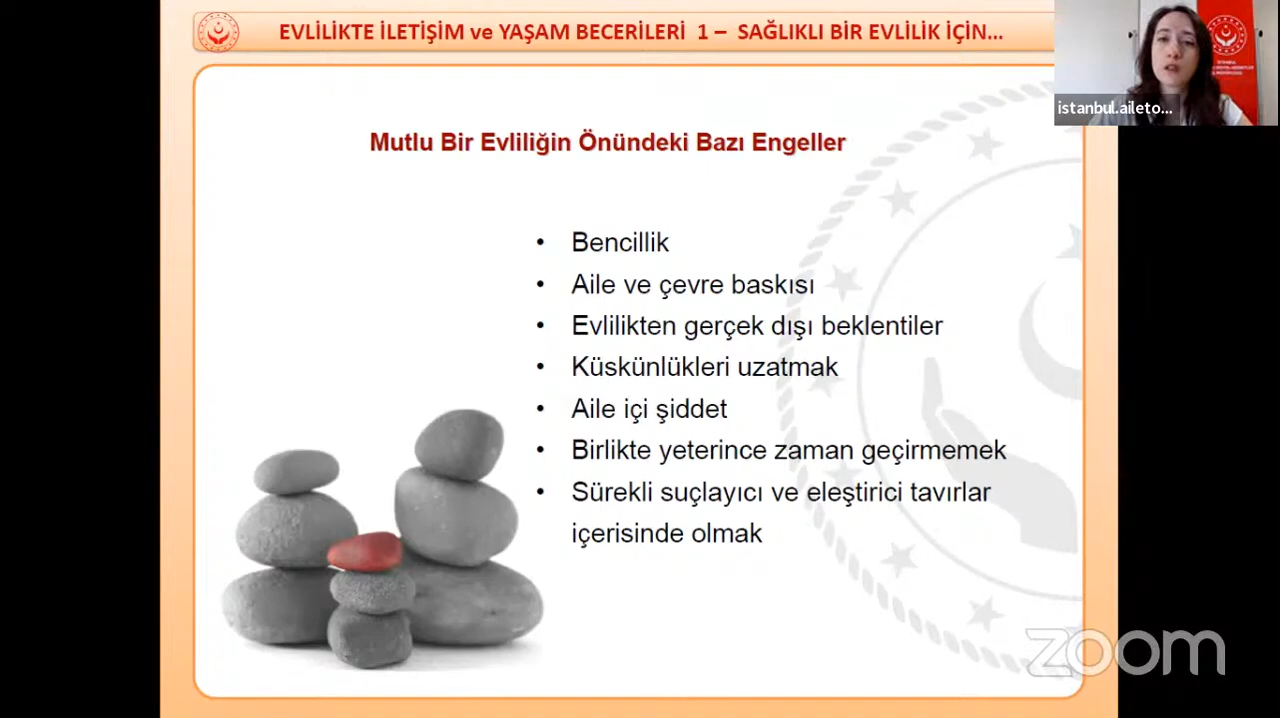 EVLİLİKTE İLETİŞİM ve YAŞAM BECERİLERİ 1 – SAĞLIKLI BİR EVLİLİK İÇİN...
istanbul.aileto...
Mutlu Bir Evliliğin Önündeki Bazı Engeller
• Bencillik
• Aile ve çevre baskısı
• Evlilikten gerçek dışı beklentiler
• Küskünlükleri uzatmak
• Aile içi şiddet
• Birlikte yeterince zaman geçirmemek
• Sürekli suçlayıcı ve eleştirici tavırlar
içerisinde olmak
zoom